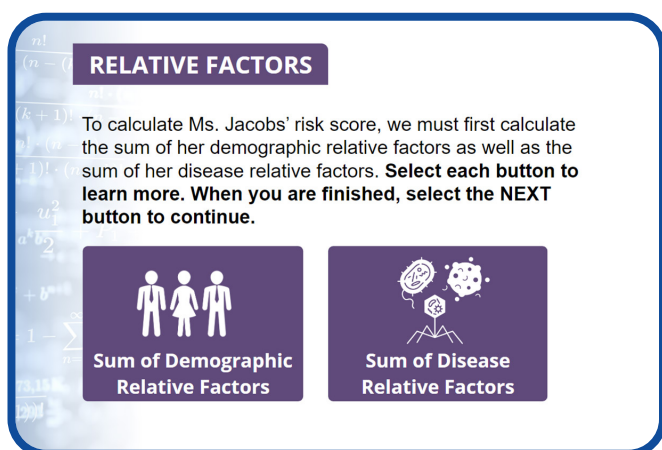 RELATIVE FACTORS
To calculate Ms. Jacobs’ risk score, we must first calculate
the sum of her demographic relative factors as well as the
sum of her disease relative factors. Select each button to
learn more. When you are finished, select the NEXT
button to continue.
Sum of Demographic
Relative Factors
Sum of Disease
Relative Factors